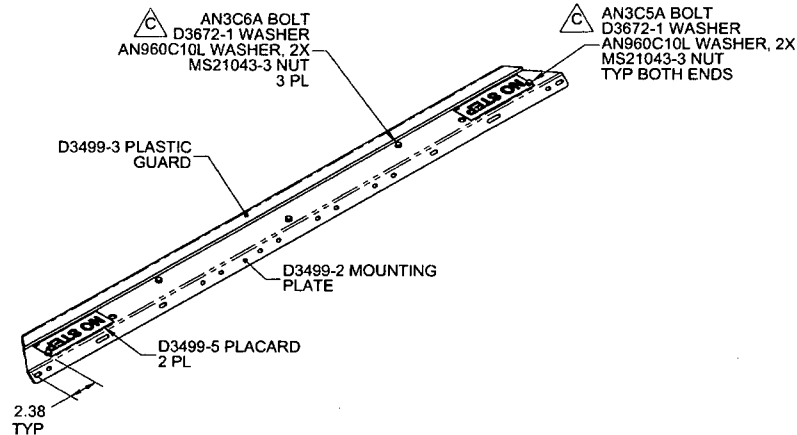 C
AN3C6A BOLT
D3672-1 WASHER
AN960C10L WASHER, 2X
MS21043-3 NUT
3 PL
C
AN3C5A BOLT
D3672-1 WASHER
AN960C10L WASHER, 2X
MS21043-3 NUT
TYP BOTH ENDS
NO STEP
D3499-3 PLASTIC
GUARD
D3499-2 MOUNTING
PLATE
NO STEP
D3499-5 PLACARD
2 PL
2.38
TYP